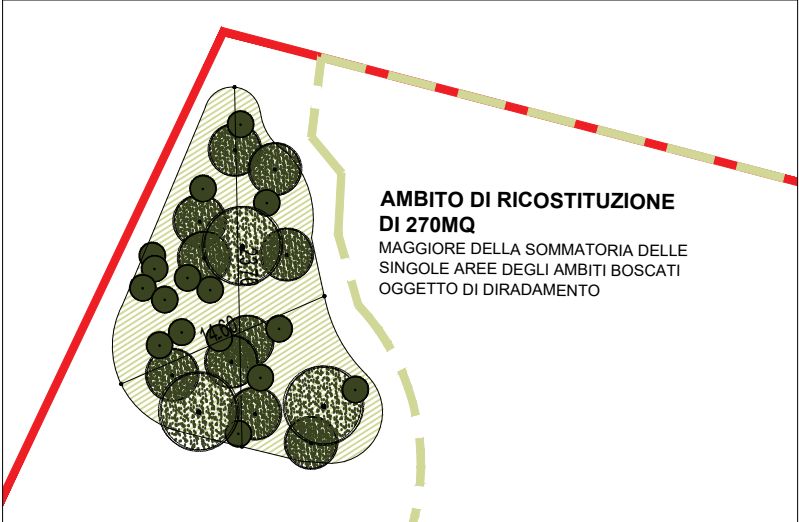 AMBITO DI RICOSTITUZIONE
DI 270MQ
MAGGIORE DELLA SOMMATORIA DELLE
SINGOLE AREE DEGLI AMBITI BOSCATI
OGGETTO DI DIRADAMENTO